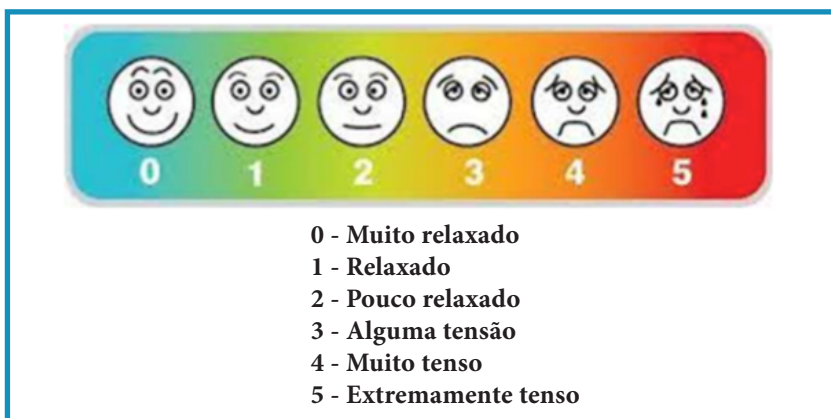 0 1 2 3 4 5
0 - Muito relaxado
1 - Relaxado
2 - Pouco relaxado
3 - Alguma tensão
4 - Muito tenso
5 - Extremamente tenso